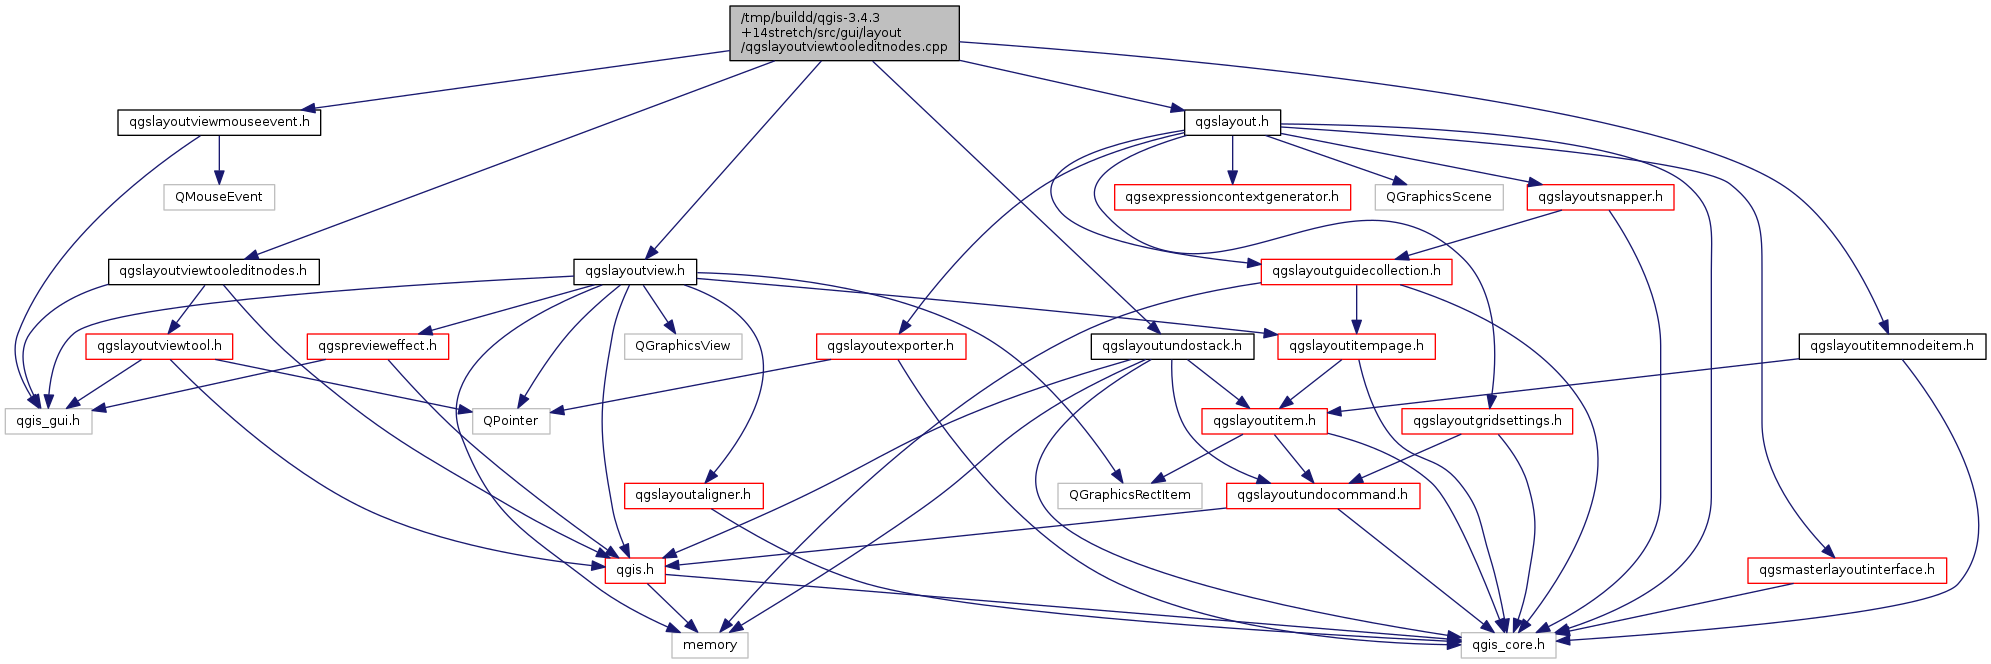 /tmp/buildd/qgis-3.4.3
+14stretch/src/gui/layout
/qgslayoutviewtooleditnodes.cpp
qgslayoutviewmouseevent.h
qgslayout.h
QMouseEvent
qgsexpressioncontextgenerator.h
QGraphicsScene
qgslayoutsnapper.h
qgslayoutviewtooleditnodes.h
qgslayoutview.h
qgslayoutguidecollection.h
qgslayoutviewtool.h
qgsprevieweffect.h
QGraphicsView
qgslayoutexporter.h
qgslayoutundostack.h
qgslayoutitempage.h
qgslayoutitemnodeitem.h
qgis_gui.h
QPointer
qgslayoutitem.h
qgslayoutgridsettings.h
qgslayoutaligner.h
QGraphicsRectItem
qgslayoutundocommand.h
qgis.h
qgsmasterlayoutinterface.h
memory
qgis_core.h